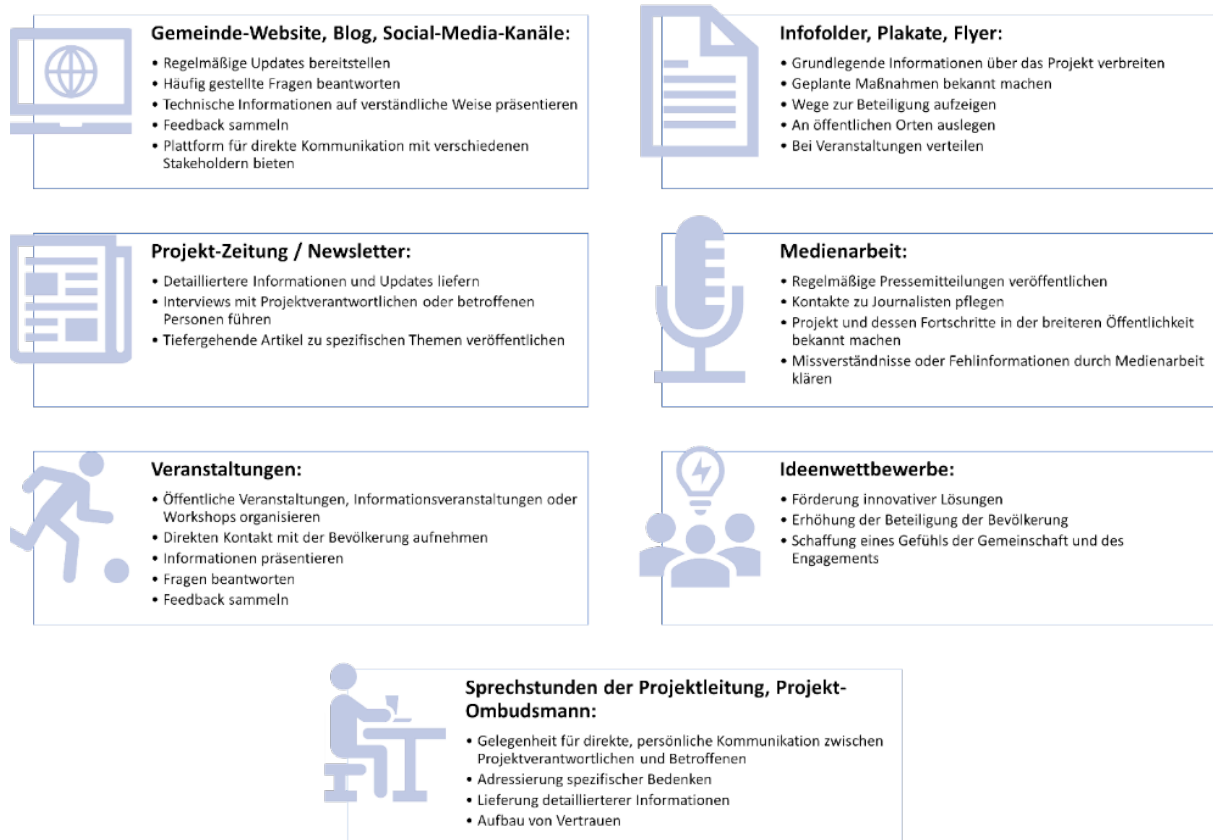 Gemeinde-Website, Blog, Social-Media-Kanäle:
• Regelmäßige Updates bereitstellen
• Häufig gestellte Fragen beantworten
• Technische Informationen auf verständliche Weise präsentieren
• Feedback sammeln
• Plattform für direkte Kommunikation mit verschiedenen
Stakeholdern bieten
Infofolder, Plakate, Flyer:
• Grundlegende Informationen über das Projekt verbreiten
• Geplante Maßnahmen bekannt machen
• Wege zur Beteiligung aufzeigen
• An öffentlichen Orten auslegen
• Bei Veranstaltungen verteilen
Projekt-Zeitung / Newsletter:
• Detailliertere Informationen und Updates liefern
• Interviews mit Projektverantwortlichen oder betroffenen
Personen führen
• Tiefergehende Artikel zu spezifischen Themen veröffentlichen
Medienarbeit:
• Regelmäßige Pressemitteilungen veröffentlichen
• Kontakte zu Journalisten pflegen
• Projekt und dessen Fortschritte in der breiteren Öffentlichkeit
bekannt machen
• Missverständnisse oder Fehlinformationen durch Medienarbeit
klären
Veranstaltungen:
• Öffentliche Veranstaltungen, Informationsveranstaltungen oder
Workshops organisieren
• Direkten Kontakt mit der Bevölkerung aufnehmen
• Informationen präsentieren
• Fragen beantworten
• Feedback sammeln
Ideenwettbewerbe:
• Förderung innovativer Lösungen
• Erhöhung der Beteiligung der Bevölkerung
• Schaffung eines Gefühls der Gemeinschaft und des
Engagements
Sprechstunden der Projektleitung, Projekt-
Ombudsmann:
• Gelegenheit für direkte, persönliche Kommunikation zwischen
Projektverantwortlichen und Betroffenen
• Adressierung spezifischer Bedenken
• Lieferung detaillierterer Informationen
• Aufbau von Vertrauen